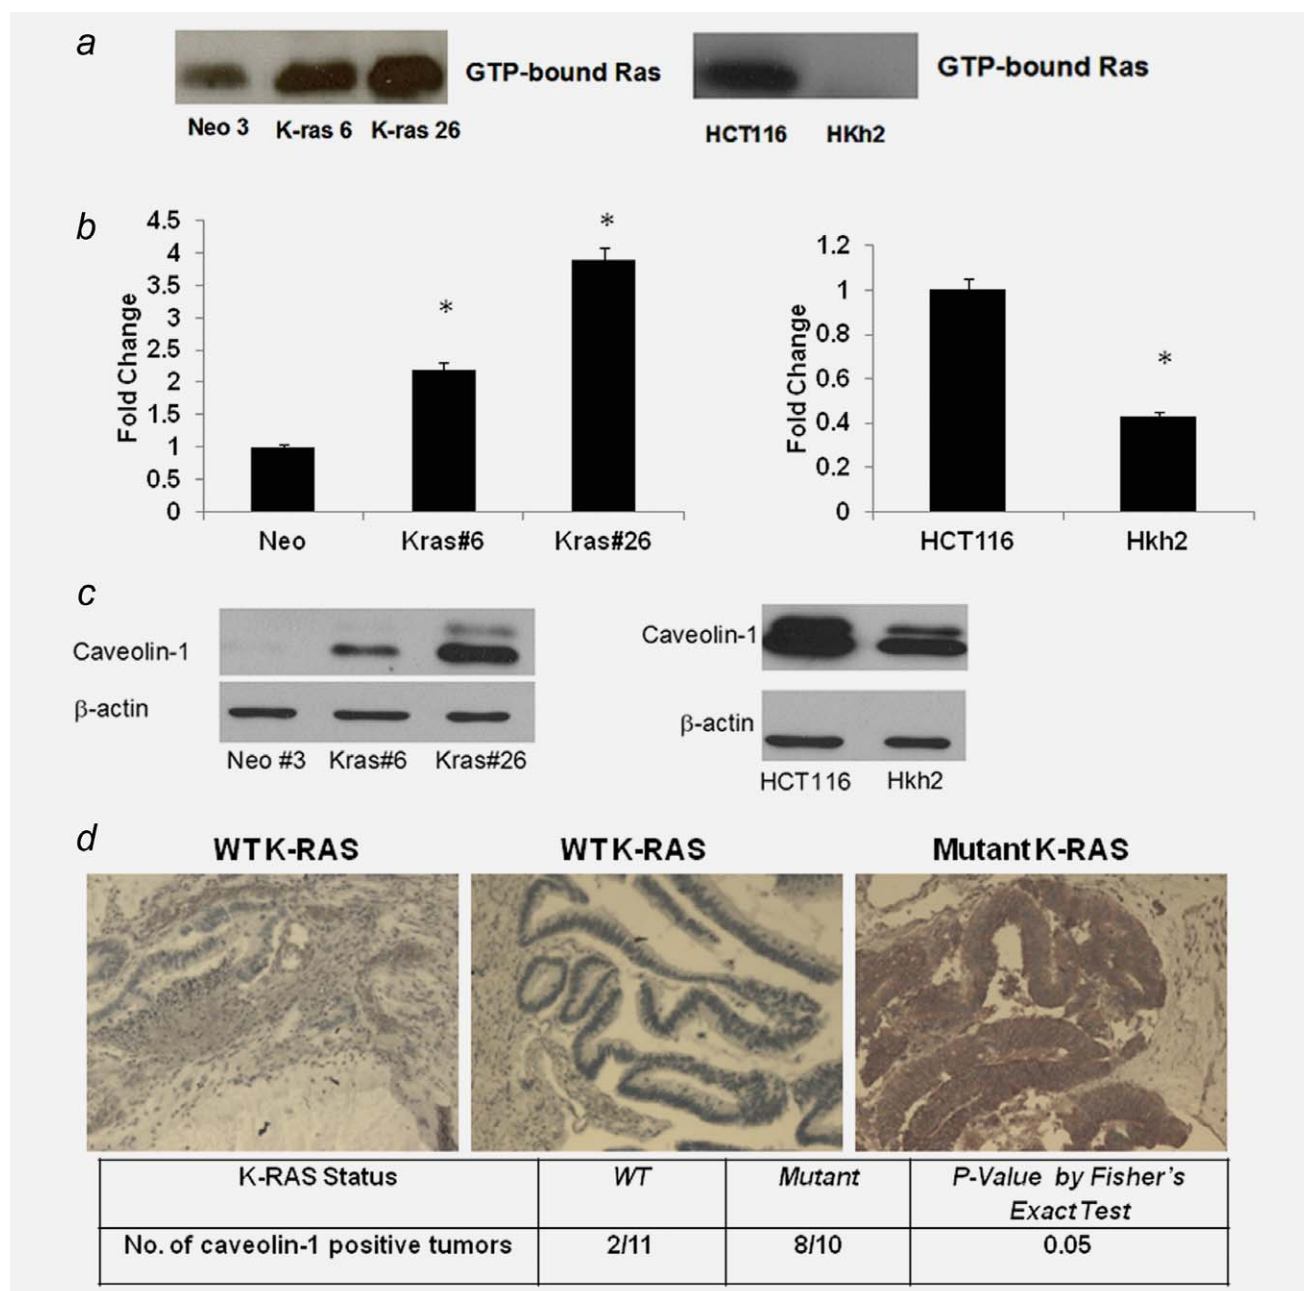 a
GTP-bound Ras
Neo 3 K-ras 6 K-ras 26
GTP-bound Ras
HCT116 HKh2
b
Fold Change
4.5
4
3.5
3
2.5
2
1.5
1
0.5
0
*
*
Neo Kras#6 Kras#26
Fold Change
1.2
1
0.8
0.6
0.4
0.2
0
*
HCT116 Hkh2
c
Caveolin-1
β-actin
Neo #3 Kras#6 Kras#26
Caveolin-1
β-actin
HCT116 Hkh2
d
WT K-RAS WT K-RAS Mutant K-RAS
K-RAS Status WT Mutant P-Value by Fisher's
Exact Test
No. of caveolin-1 positive tumors 2/11 8/10 0.05